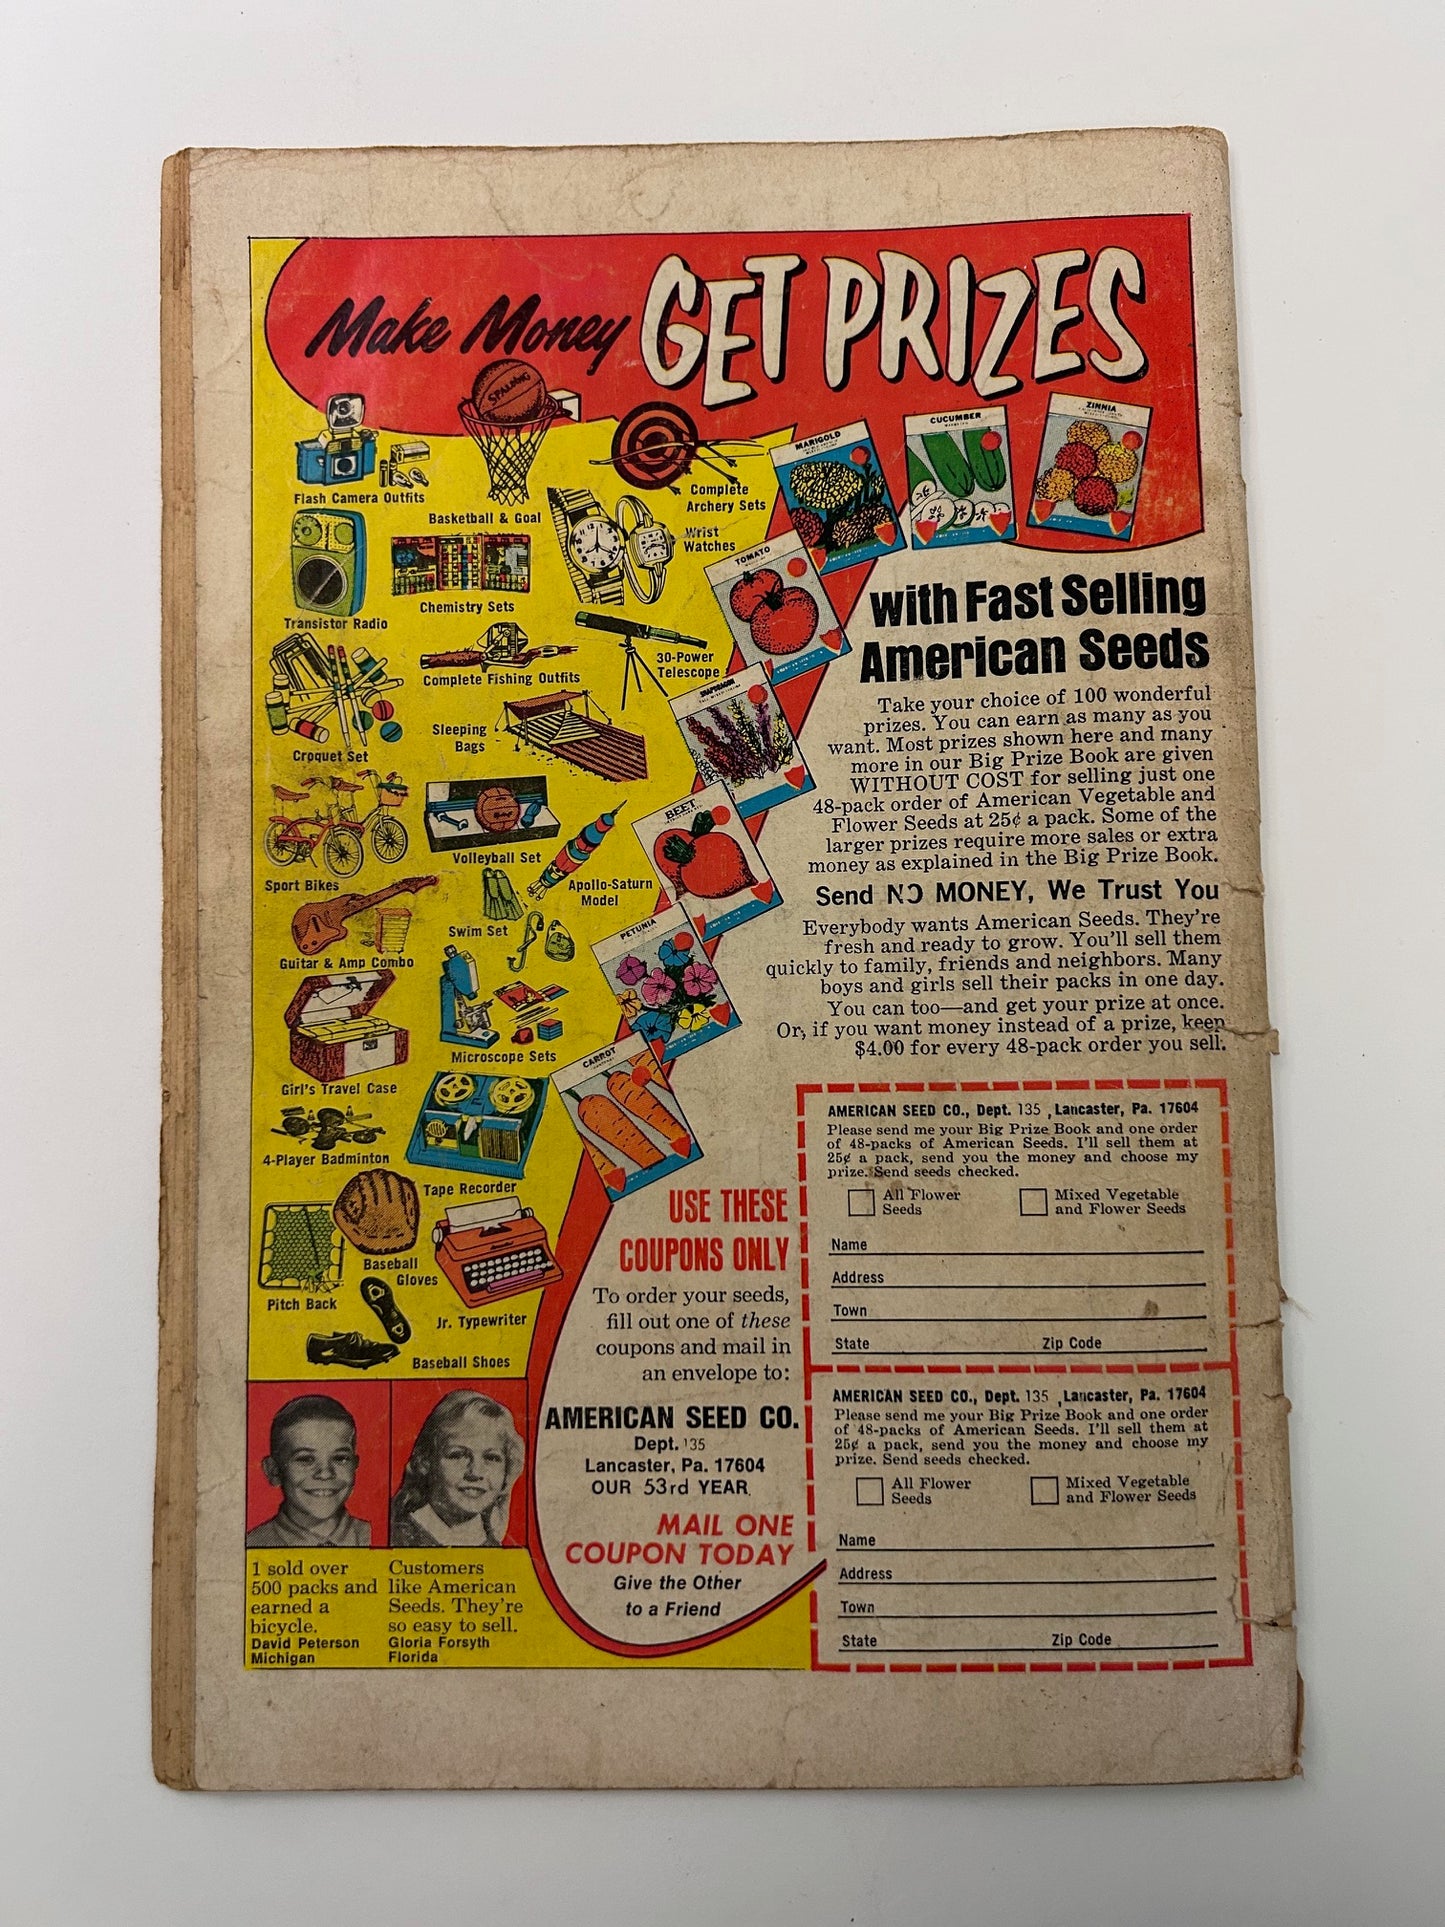 Make Money GET PRIZES
SPALDING
Flash Camera Outfits
Basketball & Goal
Complete
Archery Sets
Wrist
Watches
Transistor Radio
Chemistry Sets
30-Power
Telescope
Complete Fishing Outfits
Croquet Set
Sleeping
Bags
Sport Bikes
Volleyball Set
Apollo-Saturn
Model
Guitar & Amp Combo
Swim Set
Girl's Travel Case
Microscope Sets
4-Player Badminton
Tape Recorder
Pitch Back
Baseball
Gloves
Jr. Typewriter
Baseball Shoes
MARIGOLD
CUCUMBER
ZINNIA
TOMATO
SNAPDRAGON
BEET
PETUNIA
CARROT
with Fast Selling
American Seeds
Take your choice of 100 wonderful
prizes. You can earn as many as you
want. Most prizes shown here and many
more in our Big Prize Book are given
WITHOUT COST for selling just one
48-pack order of American Vegetable and
Flower Seeds at 25¢ a pack. Some of the
larger prizes require more sales or extra
money as explained in the Big Prize Book.
Send NO MONEY, We Trust You
Everybody wants American Seeds. They're
fresh and ready to grow. You'll sell them
quickly to family, friends and neighbors. Many
boys and girls sell their packs in one day.
You can too—and get your prize at once.
Or, if you want money instead of a prize, keep
$4.00 for every 48-pack order you sell.
USE THESE
COUPONS ONLY
To order your seeds,
fill out one of these
coupons and mail in
an envelope to:
AMERICAN SEED CO.
Dept. 135
Lancaster, Pa. 17604
OUR 53rd YEAR
MAIL ONE
COUPON TODAY
Give the Other
to a Friend
1 sold over
500 packs and
earned a
bicycle.
David Peterson
Michigan
Customers
like American
Seeds. They're
so easy to sell.
Gloria Forsyth
Florida
AMERICAN SEED CO., Dept. 135 , Lancaster, Pa. 17604
Please send me your Big Prize Book and one order
of 48-packs of American Seeds. I'll sell them at
25¢ a pack, send you the money and choose my
prize. Send seeds checked.
All Flower
Seeds
Mixed Vegetable
and Flower Seeds
Name
Address
Town
State Zip Code
AMERICAN SEED CO., Dept. 135 , Lancaster, Pa. 17604
Please send me your Big Prize Book and one order
of 48-packs of American Seeds. I'll sell them at
25¢ a pack, send you the money and choose my
prize. Send seeds checked.
All Flower
Seeds
Mixed Vegetable
and Flower Seeds
Name
Address
Town
State Zip Code